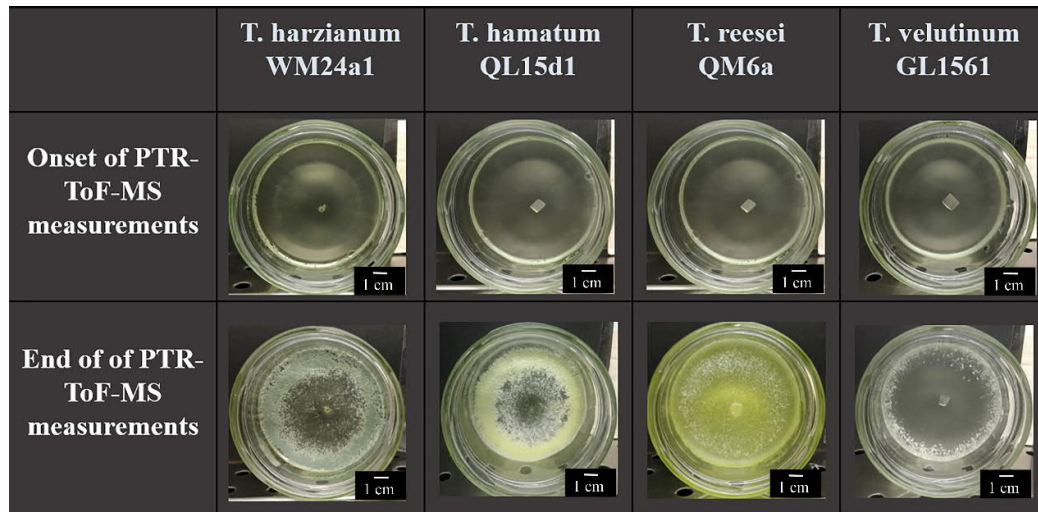 T. harzianum
WM24a1
T. hamatum
QL15d1
T. reesei
QM6a
T. velutinum
GL1561
Onset of PTR-
ToF-MS
measurements
1 cm
1 cm
1 cm
1 cm
End of of PTR-
ToF-MS
measurements
1 cm
1 cm
1 cm
1 cm